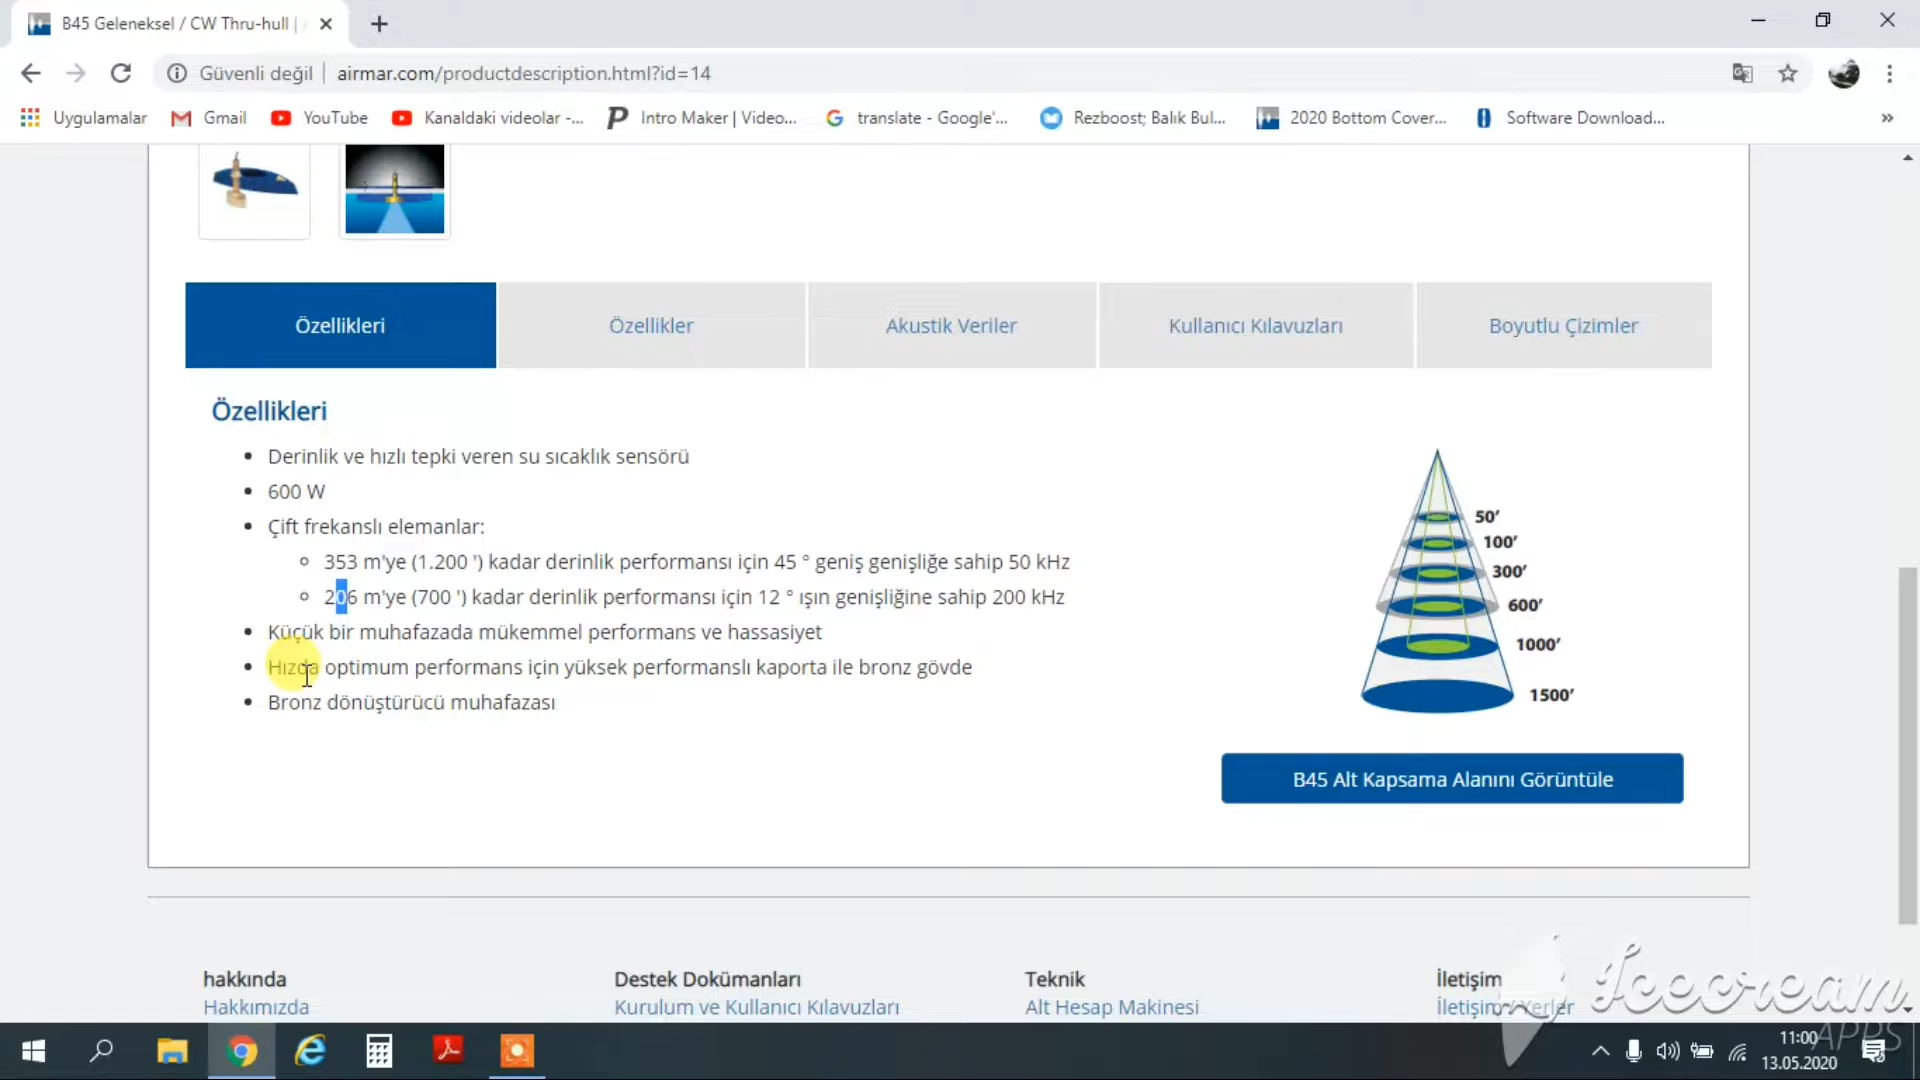 B45 Geleneksel / CW Thru-hull |
Güvenli değil | airmar.com/productdescription.html?id=14
Uygulamalar Gmail YouTube Kanaldaki videolar -... Intro Maker | Video... translate - Google'... Rezboost; Balık Bul... 2020 Bottom Cover... Software Download... »
Özellikleri Özellikler Akustik Veriler Kullanıcı Kılavuzları Boyutlu Çizimler
Özellikleri
• Derinlik ve hızlı tepki veren su sıcaklık sensörü
• 600 W
• Çift frekanslı elemanlar:
353 m'ye (1.200 ') kadar derinlik performansı için 45 ° geniş genişliğe sahip 50 kHz
206 m'ye (700 ') kadar derinlik performansı için 12 ° ışın genişliğine sahip 200 kHz
• Küçük bir muhafazada mükemmel performans ve hassasiyet
• Hızda optimum performans için yüksek performanslı kaporta ile bronz gövde
• Bronz dönüştürücü muhafazası
50'
100'
300'
600'
1000'
1500'
B45 Alt Kapsama Alanını Görüntüle
hakkında Destek Dokümanları Teknik İletişim
Hakkımızda Kurulum ve Kullanıcı Kılavuzları Alt Hesap Makinesi İletişim / Yerler
Icecream
APPS
11:00
13.05.2020